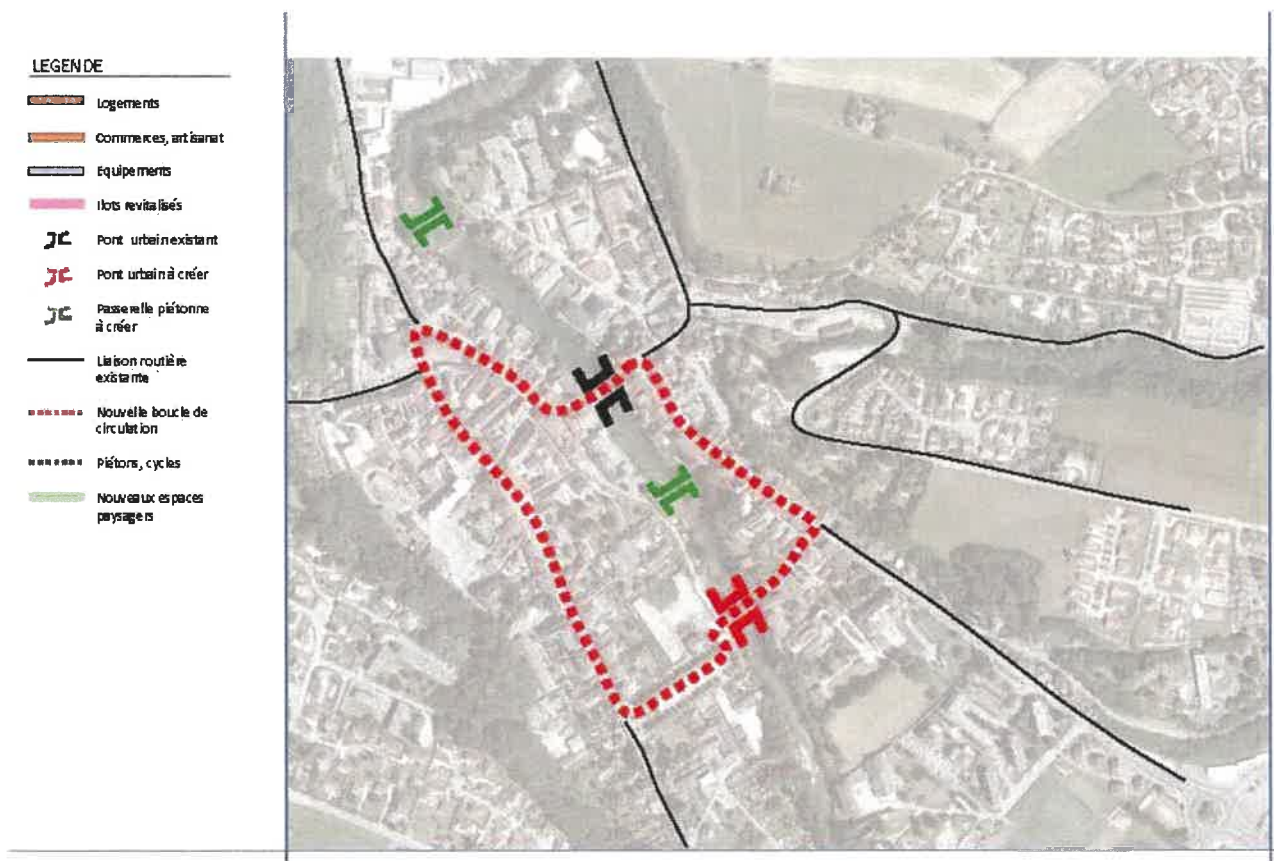 LEGENDE
Logements
Commerces, artisanat
Equipements
Ilots revitalisés
Pont urbain existant
Pont urbain à créer
Passerelle piétonne
à créer
Liaison routière
existante
Nouvelle boucle de
circulation
Piétons, cycles
Nouveaux espaces
paysagers